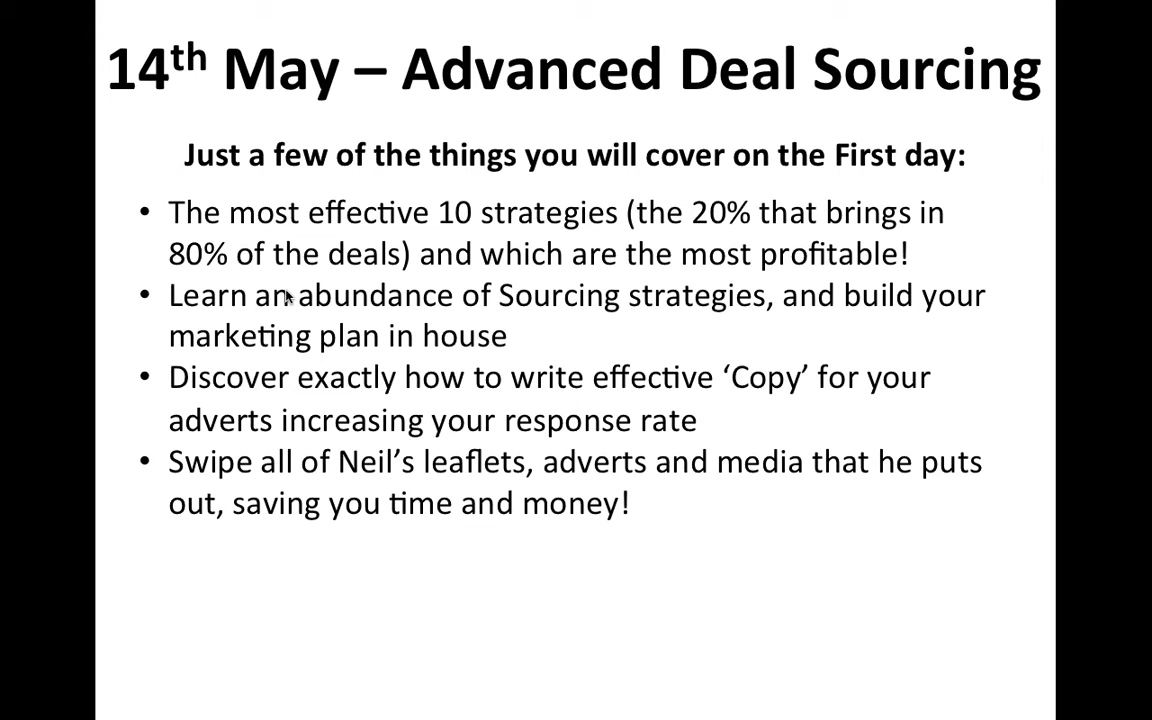 14th May – Advanced Deal Sourcing
Just a few of the things you will cover on the First day:
• The most effective 10 strategies (the 20% that brings in
80% of the deals) and which are the most profitable!
• Learn an abundance of Sourcing strategies, and build your
marketing plan in house
• Discover exactly how to write effective ‘Copy’ for your
adverts increasing your response rate
• Swipe all of Neil’s leaflets, adverts and media that he puts
out, saving you time and money!